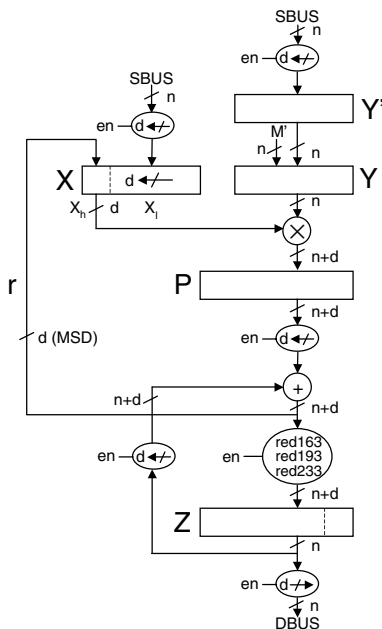 SBUS
n
en d
Y'
SBUS
n
en d
M'
n n
X d Y
X_h d X_l n
×
n+d
r P
n+d
d (MSD) en d
n+d +
n+d
en d
en red163
red193
red233
n+d
Z
n
en d
n
DBUS